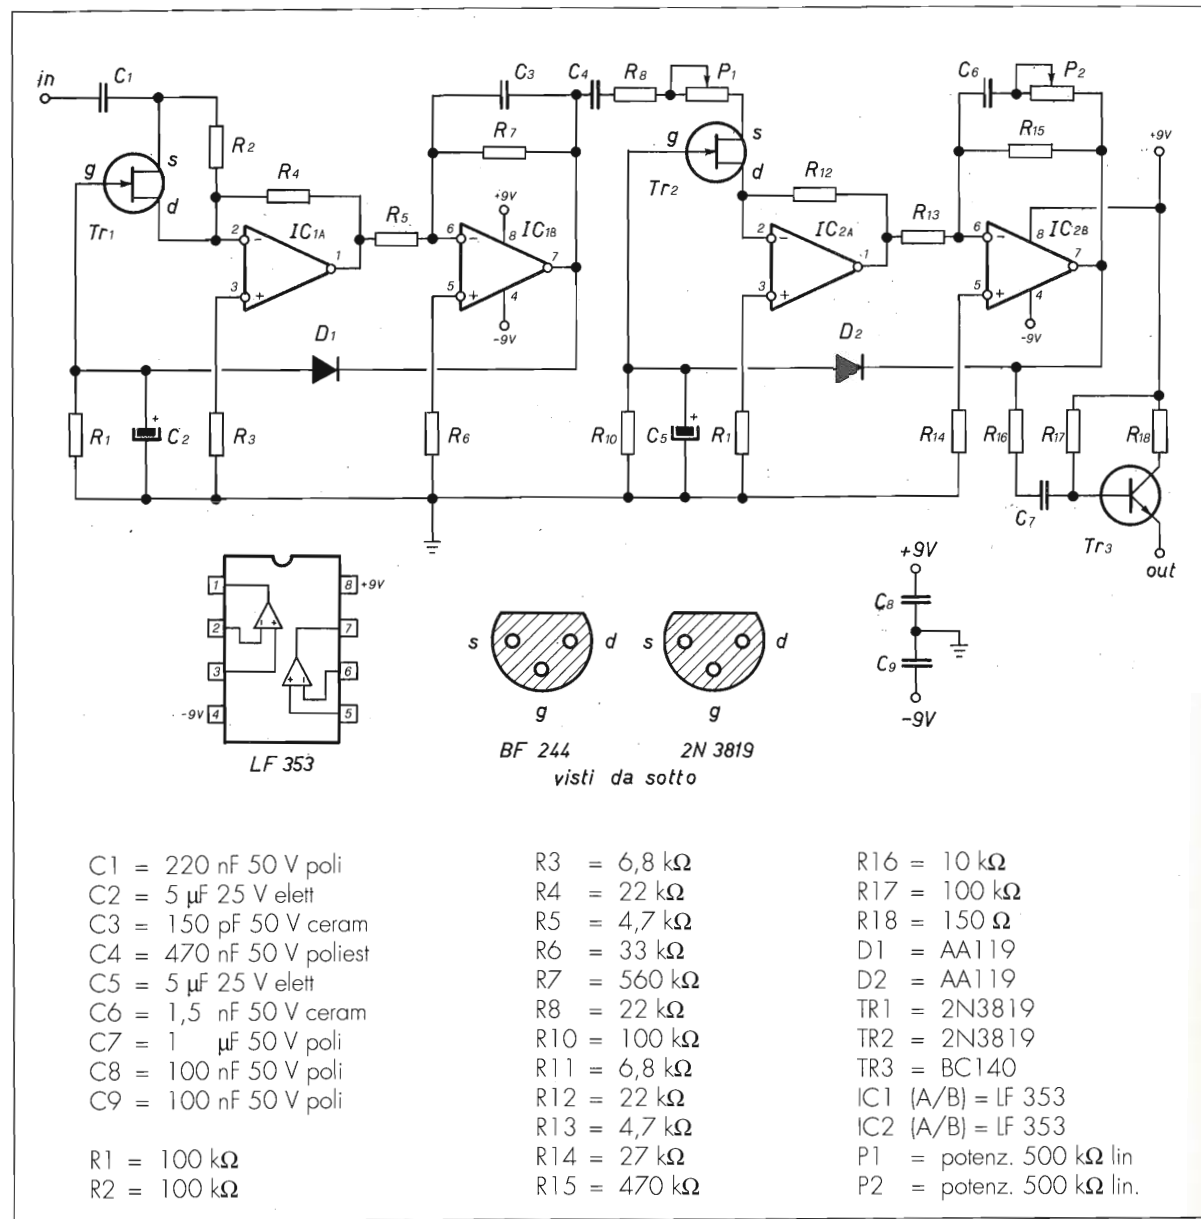 in
C1
R2
g
s
d
Tr1
R4
IC1A
2
3
1
R5
C3
R7
+9V
6
5
8
4
7
IC1B
-9V
D1
R1
C2
+
R3
R6
C4
R8
P1
g
s
d
Tr2
R12
IC2A
2
3
1
R13
C6
P2
R15
+9V
6
5
8
4
7
IC2B
-9V
D2
R10
C5
+
R1
R14
R16
R17
R18
C7
Tr3
out
1
2
3
-9V 4
8 +9V
7
6
5
LF 353
s
d
g
BF 244
s
d
g
2N 3819
visti da sotto
+9V
C8
C9
-9V
C1 = 220 nF 50 V poli
C2 = 5 µF 25 V elett
C3 = 150 pF 50 V ceram
C4 = 470 nF 50 V poliest
C5 = 5 µF 25 V elett
C6 = 1,5 nF 50 V ceram
C7 = 1 µF 50 V poli
C8 = 100 nF 50 V poli
C9 = 100 nF 50 V poli
R1 = 100 kΩ
R2 = 100 kΩ
R3 = 6,8 kΩ
R4 = 22 kΩ
R5 = 4,7 kΩ
R6 = 33 kΩ
R7 = 560 kΩ
R8 = 22 kΩ
R10 = 100 kΩ
R11 = 6,8 kΩ
R12 = 22 kΩ
R13 = 4,7 kΩ
R14 = 27 kΩ
R15 = 470 kΩ
R16 = 10 kΩ
R17 = 100 kΩ
R18 = 150 Ω
D1 = AA119
D2 = AA119
TR1 = 2N3819
TR2 = 2N3819
TR3 = BC140
IC1 (A/B) = LF 353
IC2 (A/B) = LF 353
P1 = potenz. 500 kΩ lin
P2 = potenz. 500 kΩ lin.